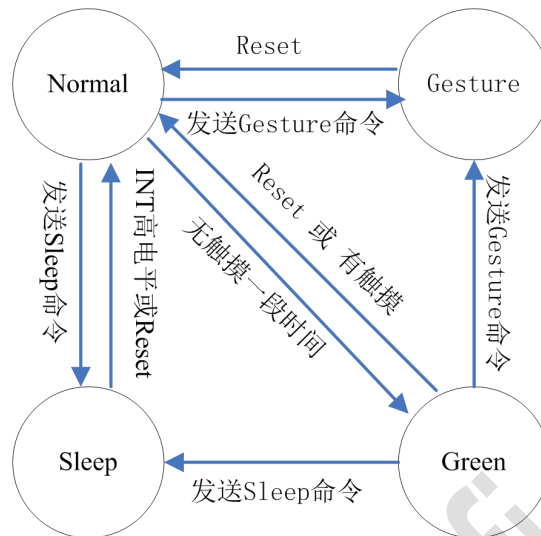 Reset
Normal
Gesture
发送Gesture命令
发送Sleep命令
INT高电平或Reset
Reset 或 有触摸
无触摸一段时间
发送Gesture命令
Sleep
Green
发送Sleep命令